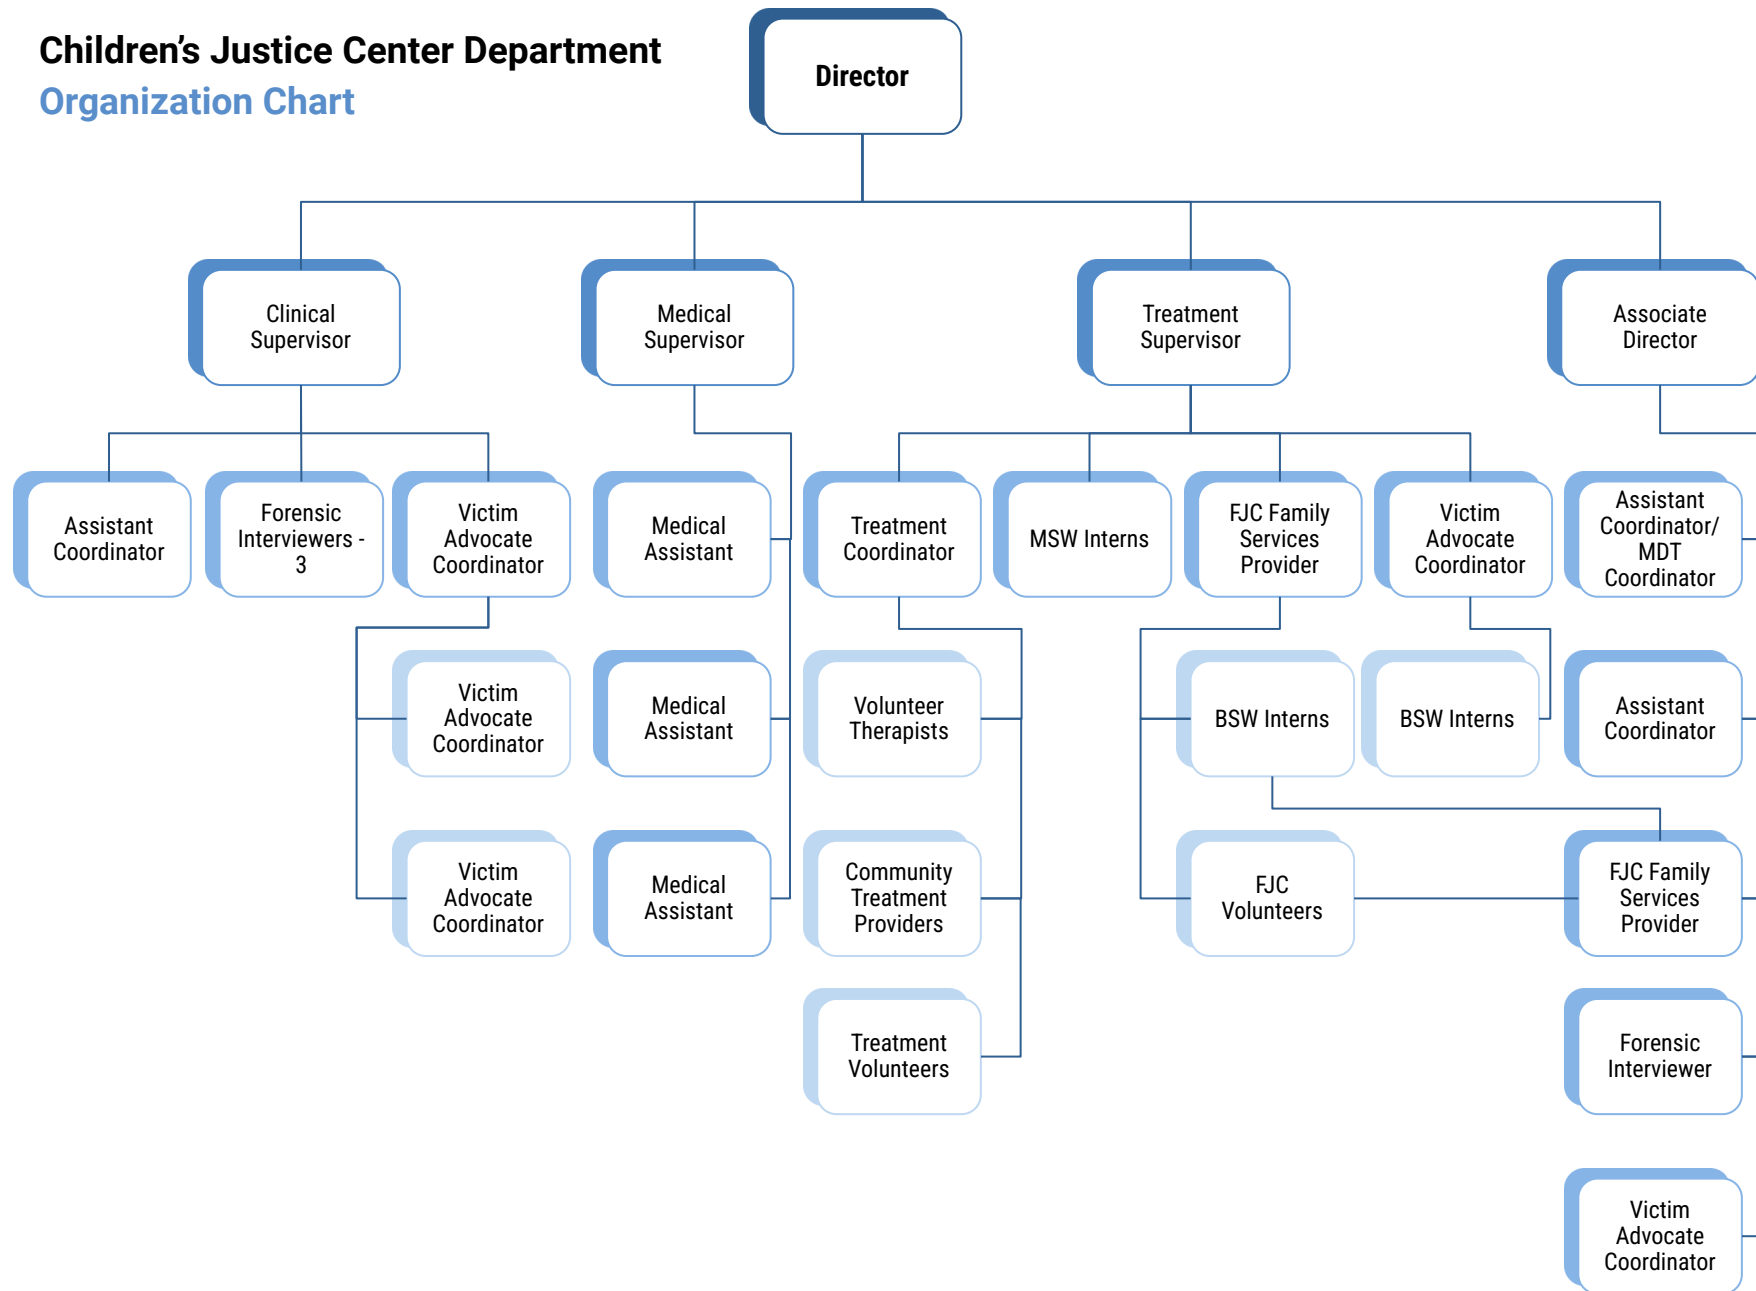 Children's Justice Center Department
Organization Chart
Director
Clinical
Supervisor
Medical
Supervisor
Treatment
Supervisor
Associate
Director
Assistant
Coordinator
Forensic
Interviewers -
3
Victim
Advocate
Coordinator
Medical
Assistant
Treatment
Coordinator
MSW Interns
FJC Family
Services
Provider
Victim
Advocate
Coordinator
Assistant
Coordinator/
MDT
Coordinator
Victim
Advocate
Coordinator
Medical
Assistant
Volunteer
Therapists
BSW Interns
BSW Interns
Assistant
Coordinator
Victim
Advocate
Coordinator
Medical
Assistant
Community
Treatment
Providers
FJC
Volunteers
FJC Family
Services
Provider
Treatment
Volunteers
Forensic
Interviewer
Victim
Advocate
Coordinator